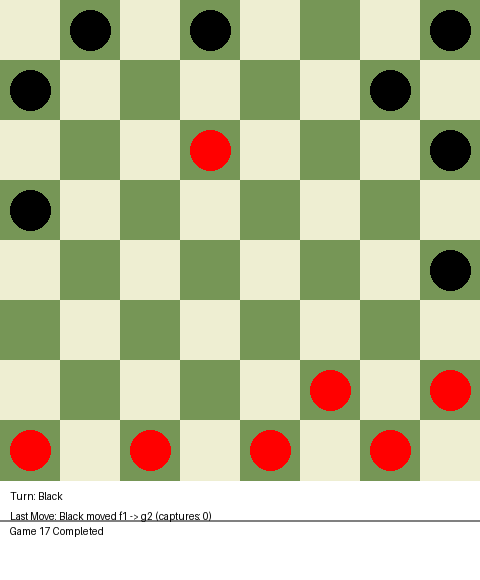 Turn: Black
Last Move: Black moved f1 -> g2 (captures: 0)
Game 17 Completed